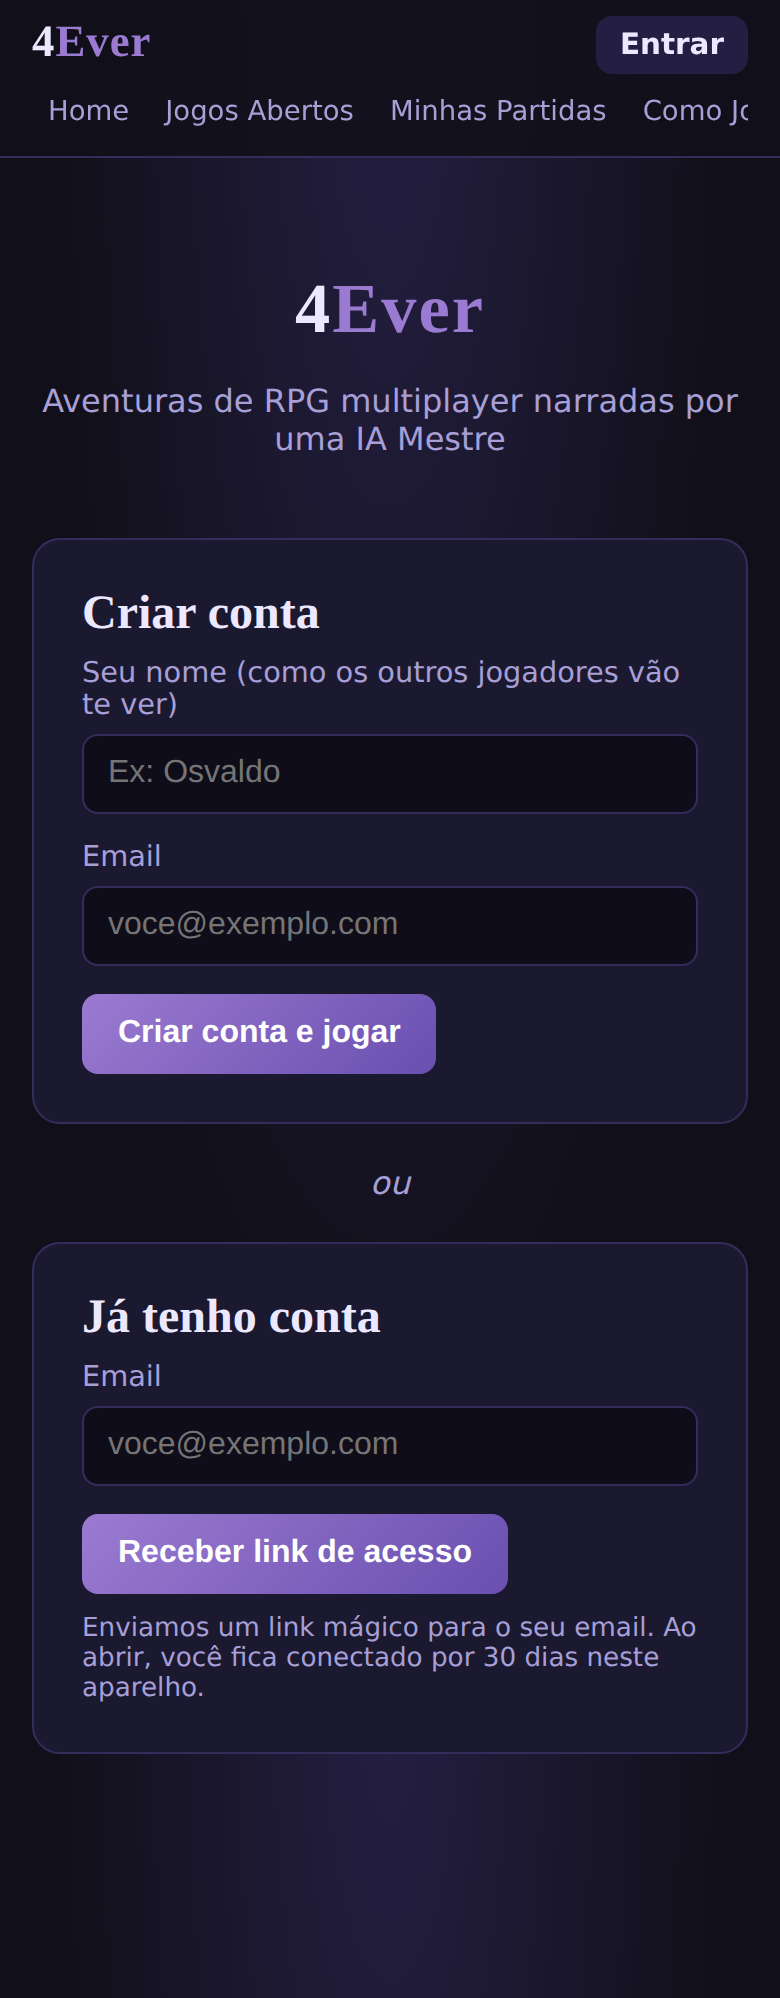 4Ever
Entrar
Home Jogos Abertos Minhas Partidas Como Jo
4Ever
Aventuras de RPG multiplayer narradas por
uma IA Mestre
Criar conta
Seu nome (como os outros jogadores vão
te ver)
Ex: Osvaldo
Email
voce@exemplo.com
Criar conta e jogar
ou
Já tenho conta
Email
voce@exemplo.com
Receber link de acesso
Enviamos um link mágico para o seu email. Ao
abrir, você fica conectado por 30 dias neste
aparelho.